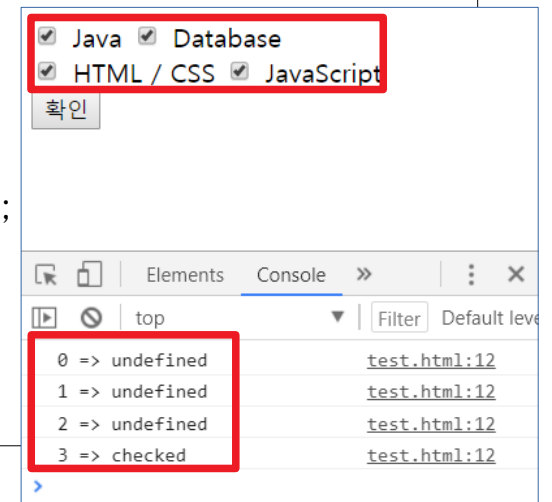 Java Database
HTML / CSS JavaScript
확인
;
Elements Console »
top Filter Default leve
0 => undefined test.html:12
1 => undefined test.html:12
2 => undefined test.html:12
3 => checked test.html:12
>